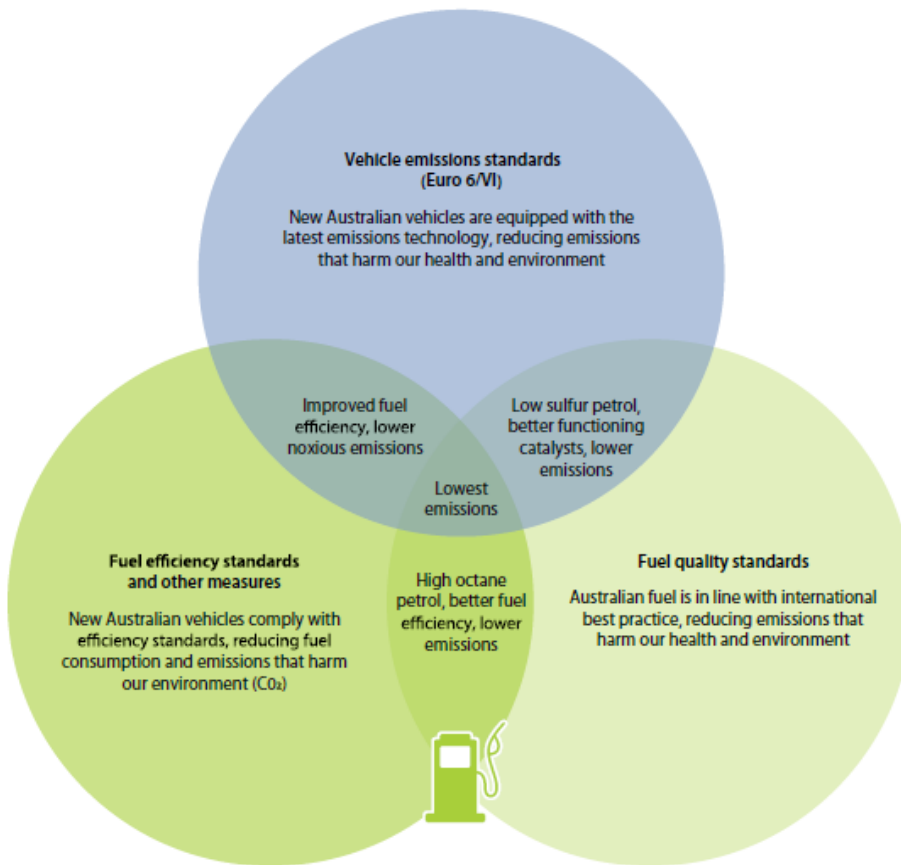 Vehicle emissions standards
(Euro 6/VI)
New Australian vehicles are equipped with the
latest emissions technology, reducing emissions
that harm our health and environment
Improved fuel
efficiency, lower
noxious emissions
Low sulfur petrol,
better functioning
catalysts, lower
emissions
Lowest
emissions
Fuel efficiency standards
and other measures
New Australian vehicles comply with
efficiency standards, reducing fuel
consumption and emissions that harm
our environment (C0₂)
High octane
petrol, better fuel
efficiency, lower
emissions
Fuel quality standards
Australian fuel is in line with international
best practice, reducing emissions that
harm our health and environment